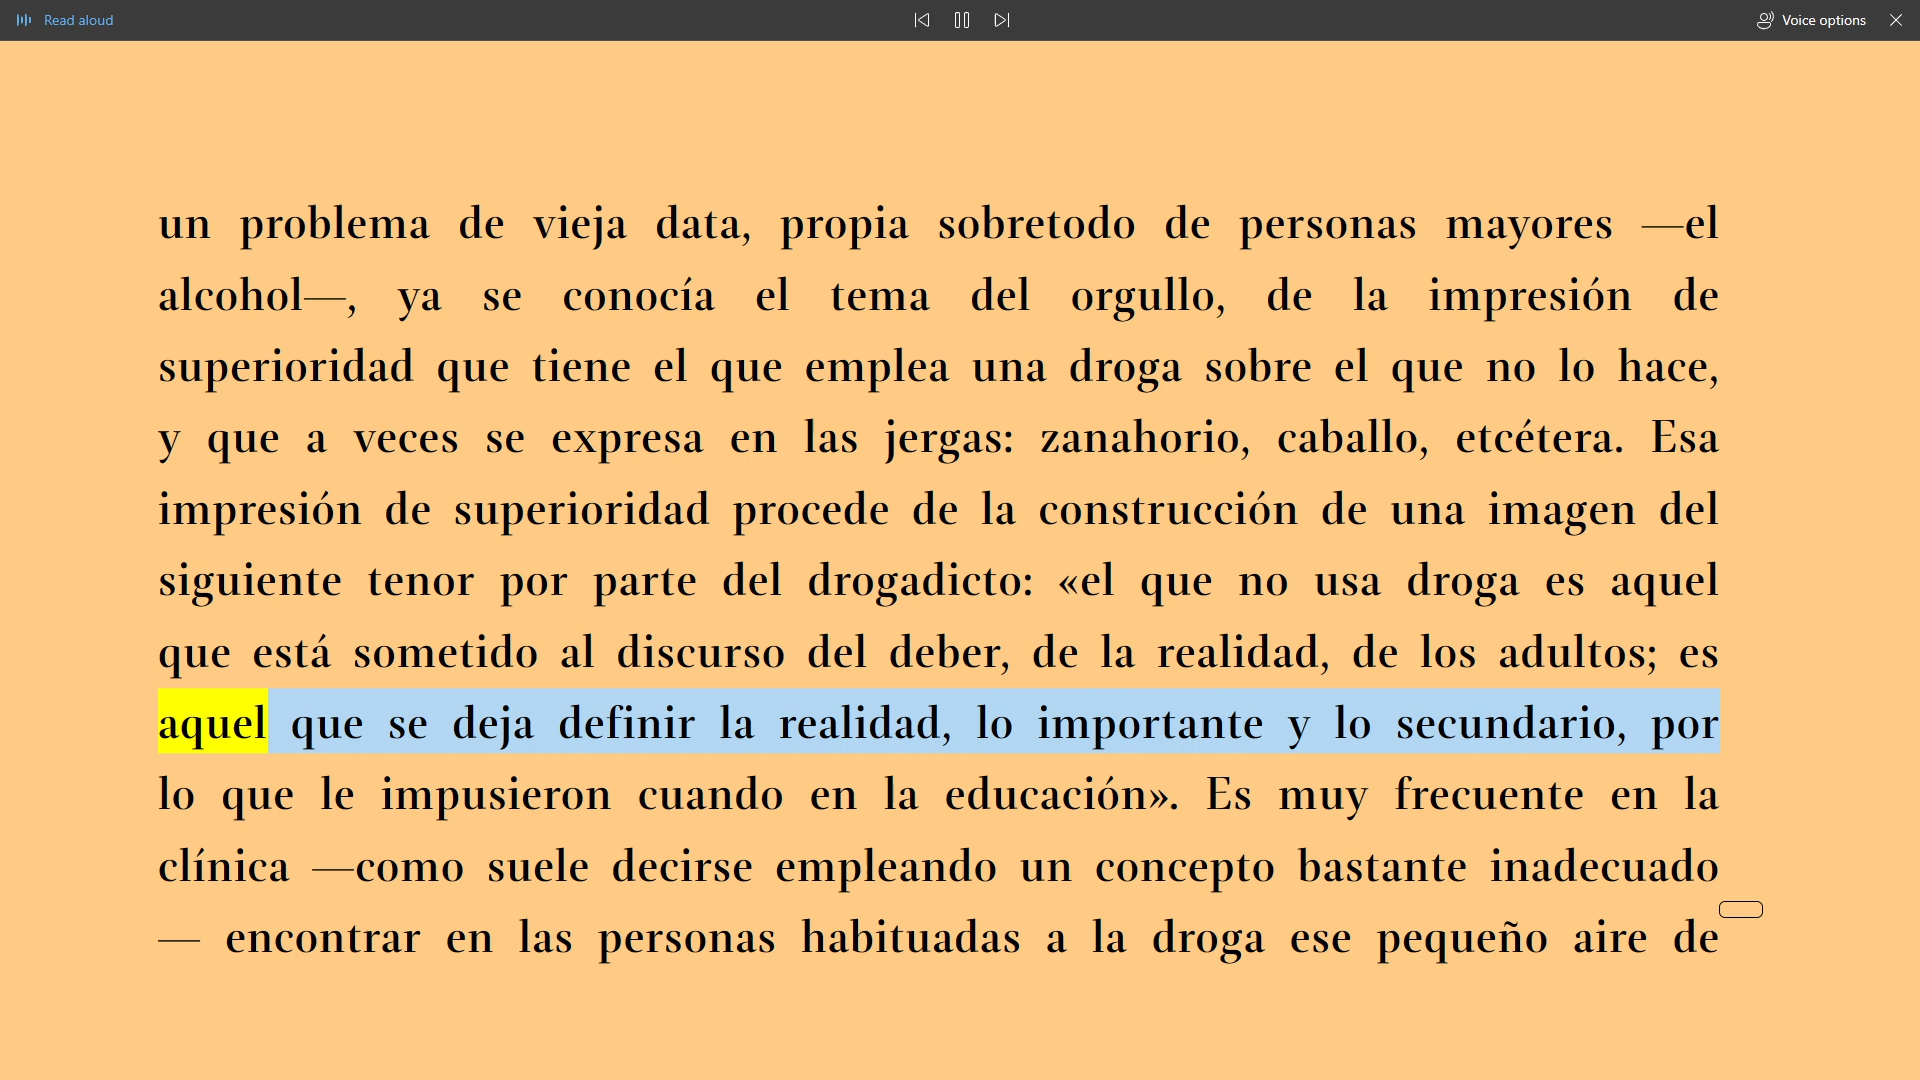 Read aloud
Voice options
un problema de vieja data, propia sobretodo de personas mayores —el
alcohol—, ya se conocía el tema del orgullo, de la impresión de
superioridad que tiene el que emplea una droga sobre el que no lo hace,
y que a veces se expresa en las jergas: zanahorio, caballo, etcétera. Esa
impresión de superioridad procede de la construcción de una imagen del
siguiente tenor por parte del drogadicto: «el que no usa droga es aquel
que está sometido al discurso del deber, de la realidad, de los adultos; es
aquel que se deja definir la realidad, lo importante y lo secundario, por
lo que le impusieron cuando en la educación». Es muy frecuente en la
clínica —como suele decirse empleando un concepto bastante inadecuado
— encontrar en las personas habituadas a la droga ese pequeño aire de